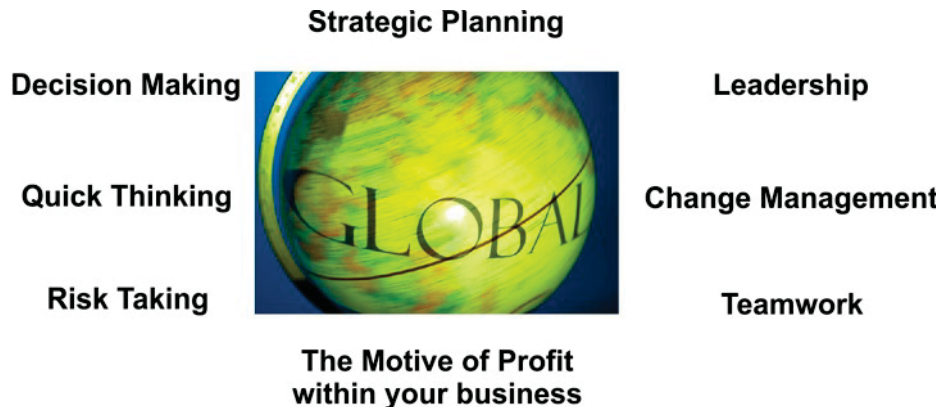 Strategic Planning
Decision Making
Leadership
Quick Thinking
GLOBAL
Change Management
Risk Taking
Teamwork
The Motive of Profit
within your business